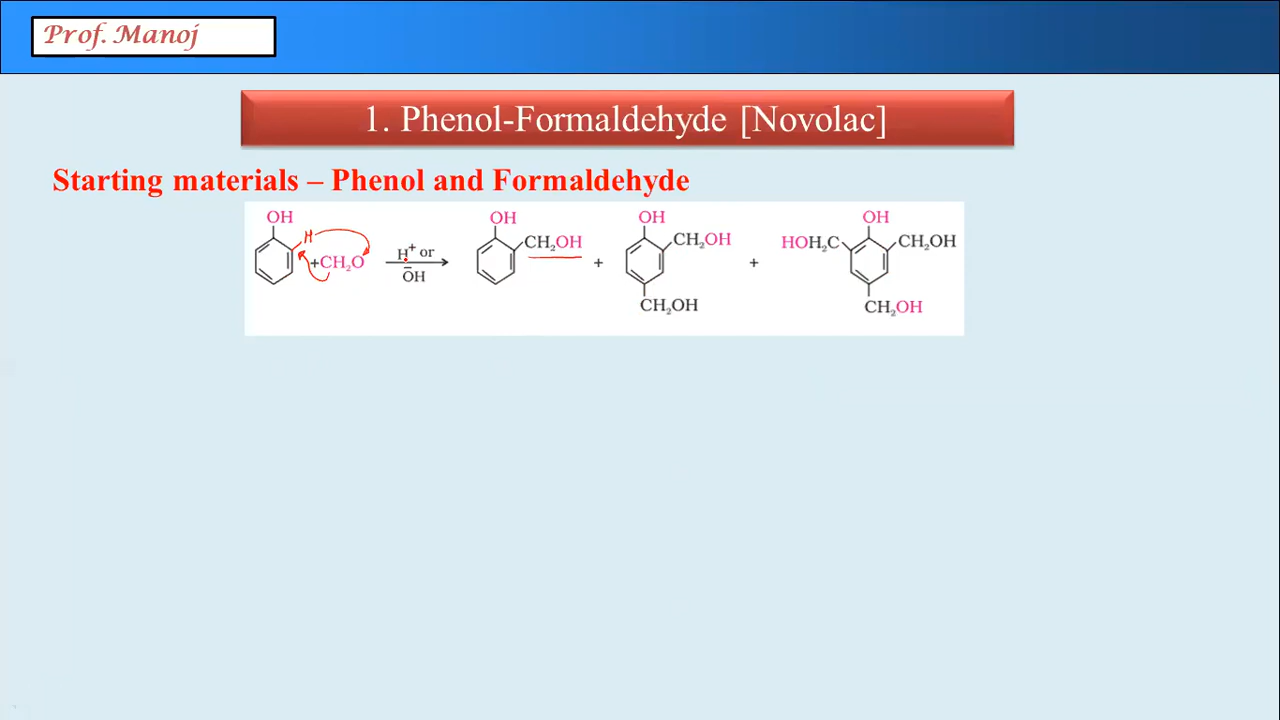 Prof. Manoj
1. Phenol-Formaldehyde [Novolac]
Starting materials – Phenol and Formaldehyde
OH OH OH OH
H CH₂OH CH₂OH HOH₂C CH₂OH
+CH₂O H⁺ or + +
ŌH
CH₂OH CH₂OH